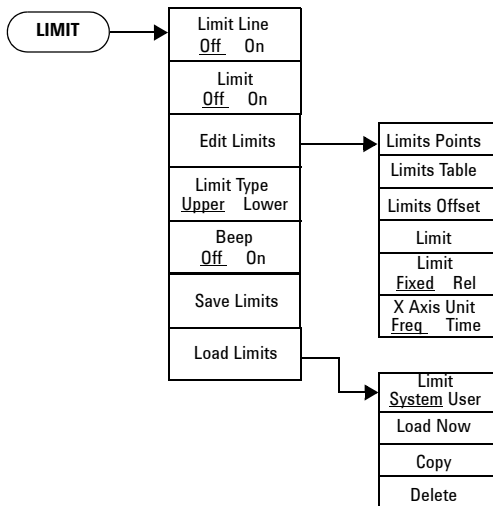 LIMIT
Limit Line
Off On
Limit
Off On
Edit Limits
Limit Type
Upper Lower
Beep
Off On
Save Limits
Load Limits
Limits Points
Limits Table
Limits Offset
Limit
Limit
Fixed Rel
X Axis Unit
Freq Time
Limit
System User
Load Now
Copy
Delete